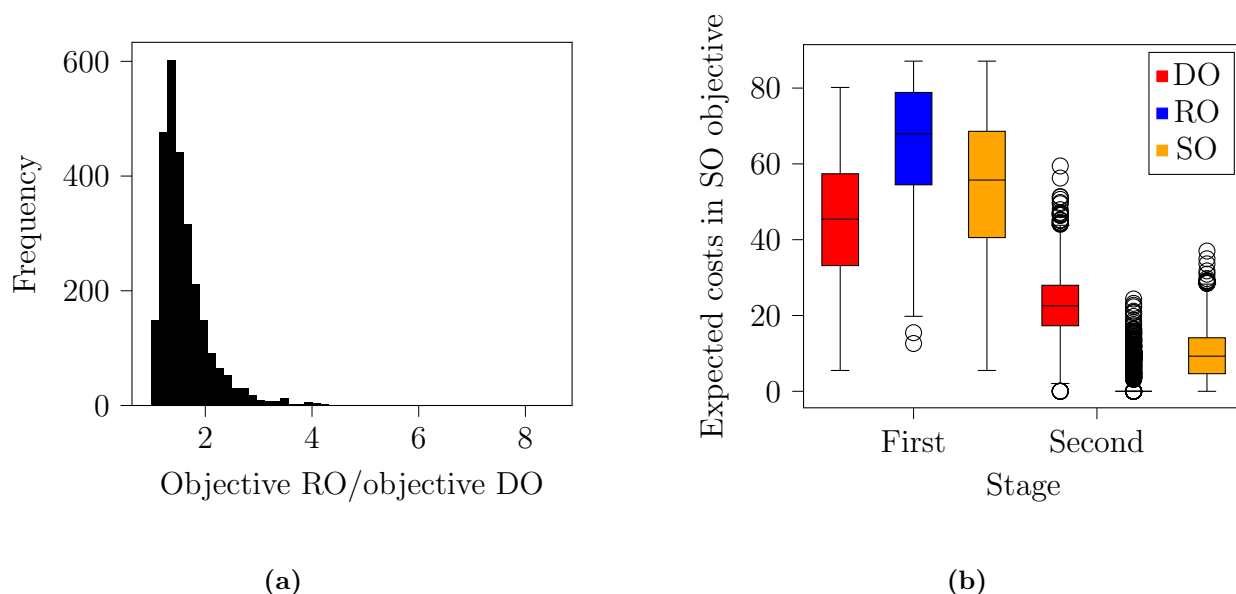 600
400
200
0
Frequency
2 4 6 8
Objective RO/objective DO
(a)
Expected costs in SO objective
80
60
40
20
0
DO
RO
SO
First Second
Stage
(b)